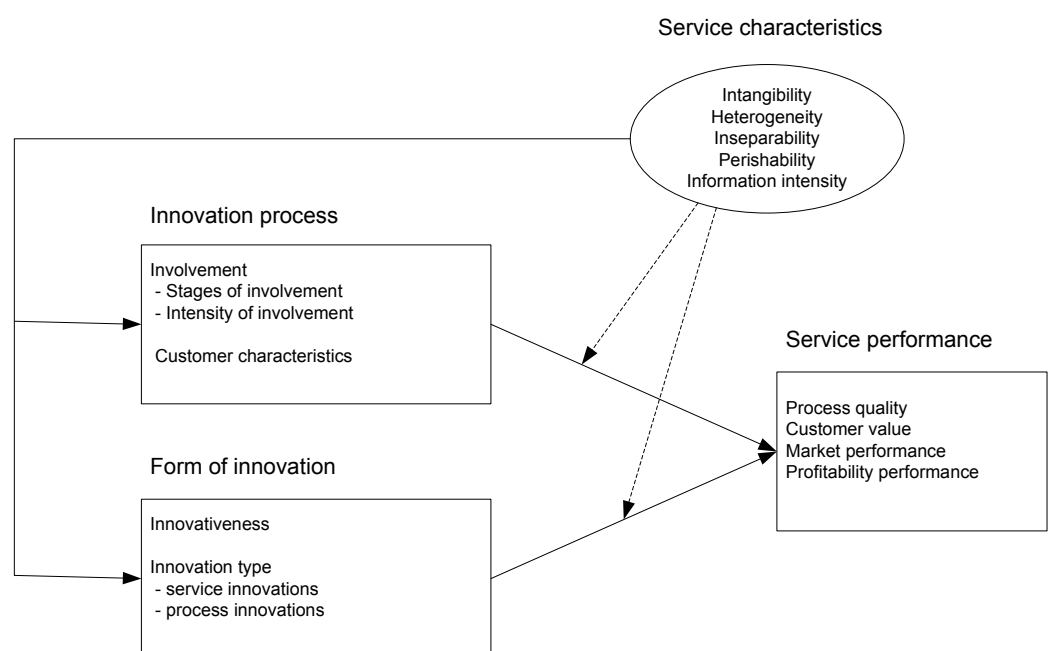 Service characteristics
Intangibility
Heterogeneity
Inseparability
Perishability
Information intensity
Innovation process
Involvement
- Stages of involvement
- Intensity of involvement
Customer characteristics
Service performance
Process quality
Customer value
Market performance
Profitability performance
Form of innovation
Innovativeness
Innovation type
- service innovations
- process innovations